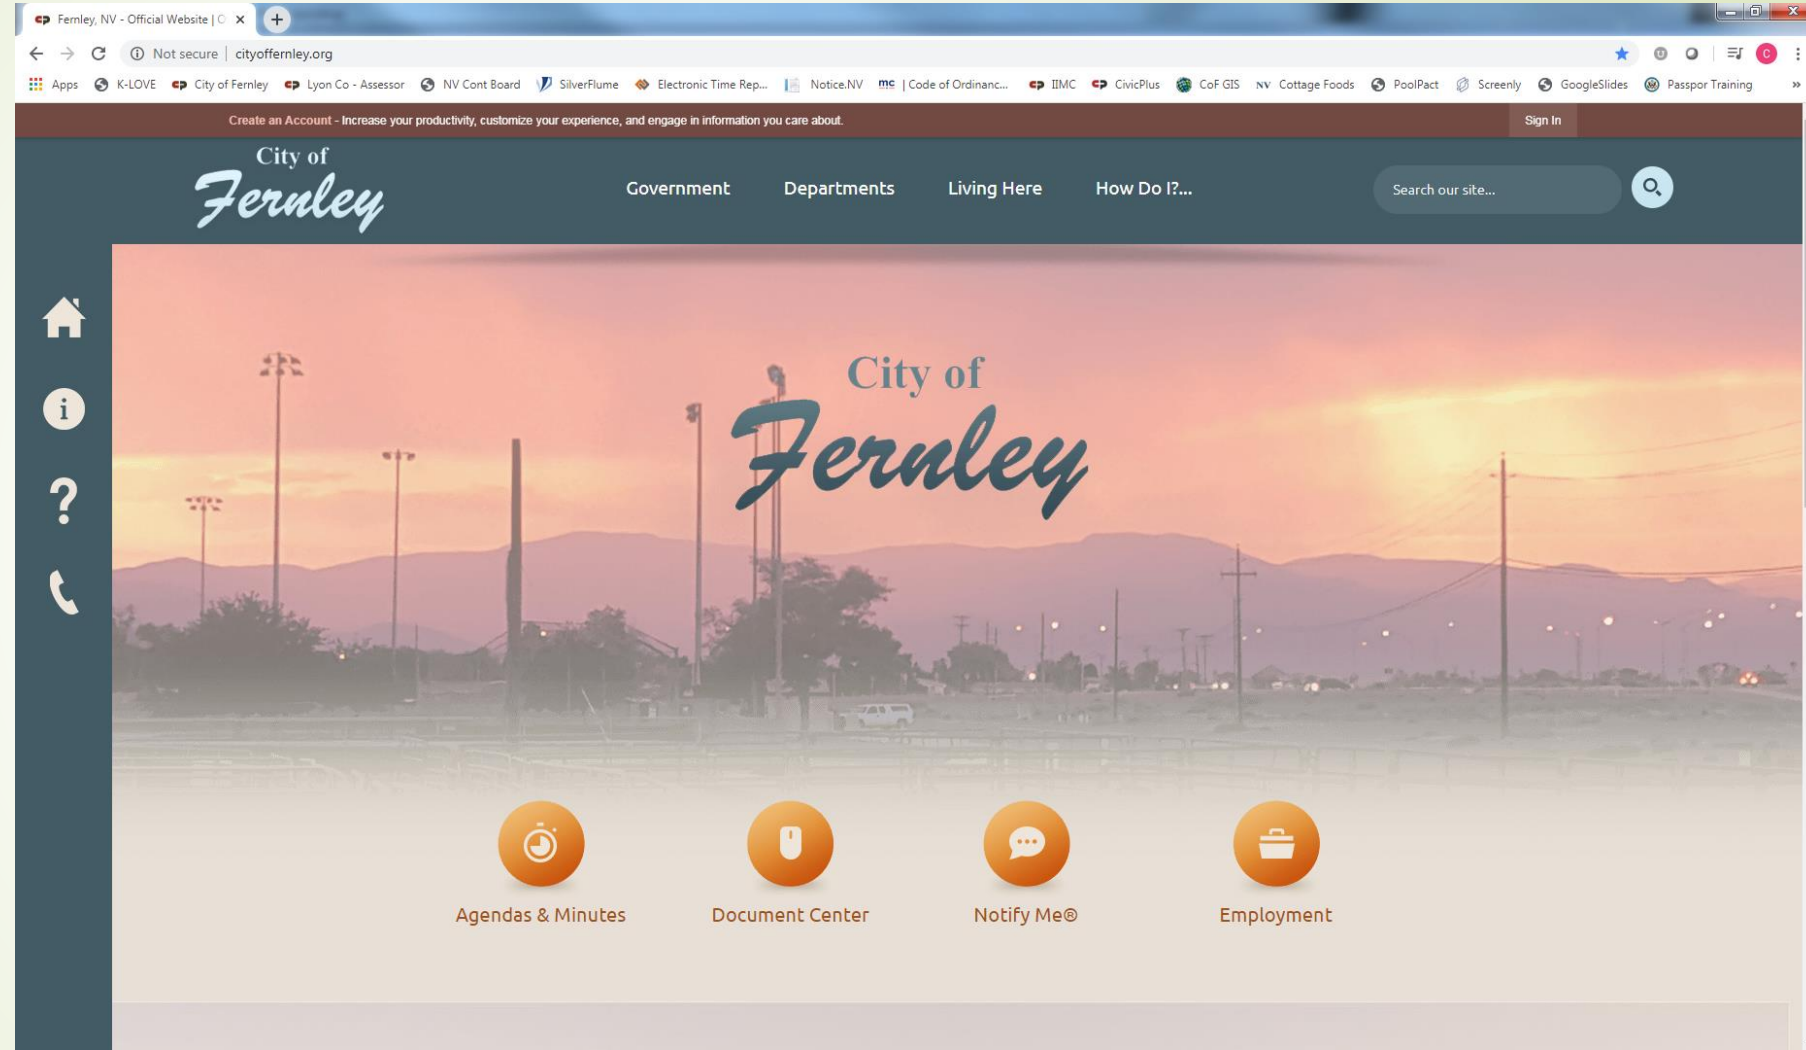 Fernley, NV - Official Website | O
Not secure | cityoffernley.org
Apps K-LOVE City of Fernley Lyon Co - Assessor NV Cont Board SilverFlume Electronic Time Rep... Notice.NV mc | Code of Ordinanc... IIMC CivicPlus CoF GIS NV Cottage Foods PoolPact Screenly GoogleSlides Passpor Training »
Create an Account - Increase your productivity, customize your experience, and engage in information you care about. Sign In
City of
Fernley
Government Departments Living Here How Do I?... Search our site...
City of
Fernley
Agendas & Minutes Document Center Notify Me® Employment